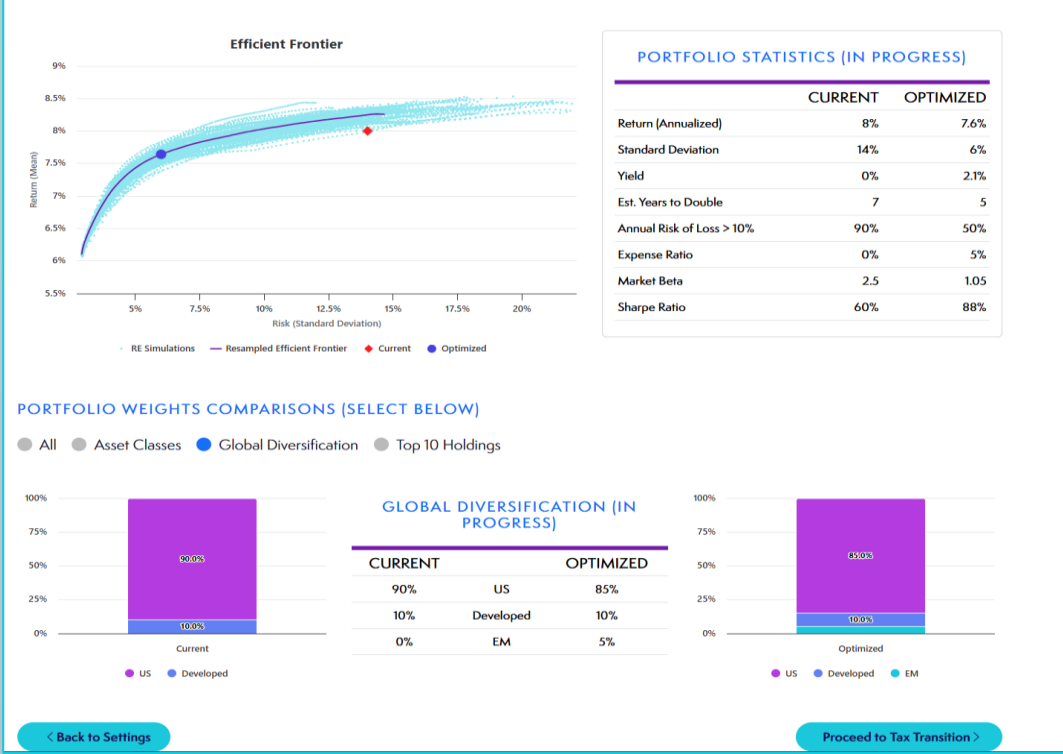 Efficient Frontier
9%
8.5%
8%
7.5%
7%
6.5%
6%
5.5%
Return (Mean)
5% 7.5% 10% 12.5% 15% 17.5% 20%
Risk (Standard Deviation)
RE Simulations Resampled Efficient Frontier Current Optimized
PORTFOLIO STATISTICS (IN PROGRESS)
CURRENT OPTIMIZED
Return (Annualized) 8% 7.6%
Standard Deviation 14% 6%
Yield 0% 2.1%
Est. Years to Double 7 5
Annual Risk of Loss > 10% 90% 50%
Expense Ratio 0% 5%
Market Beta 2.5 1.05
Sharpe Ratio 60% 88%
PORTFOLIO WEIGHTS COMPARISONS (SELECT BELOW)
All Asset Classes Global Diversification Top 10 Holdings
100%
75%
50%
25%
0%
90.0%
10.0%
Current
US Developed
GLOBAL DIVERSIFICATION (IN
PROGRESS)
CURRENT OPTIMIZED
90% US 85%
10% Developed 10%
0% EM 5%
100%
75%
50%
25%
0%
85.0%
10.0%
Optimized
US Developed EM
< Back to Settings
Proceed to Tax Transition >